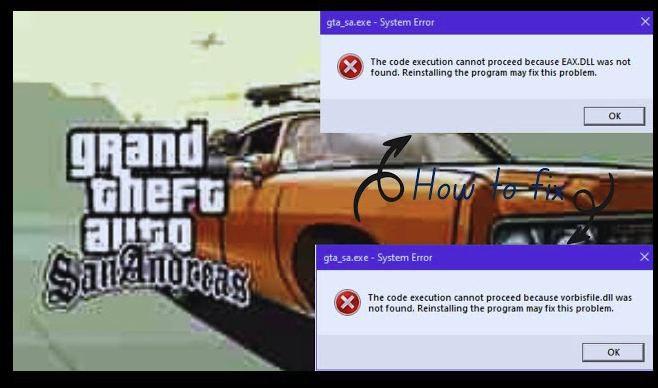 gta_sa.exe - System Error
The code execution cannot proceed because EAX.DLL was not
found. Reinstalling the program may fix this problem.
OK
grand
theft
auto
San Andreas
How to fix
gta_sa.exe - System Error
The code execution cannot proceed because vorbisfile.dll was
not found. Reinstalling the program may fix this problem.
OK